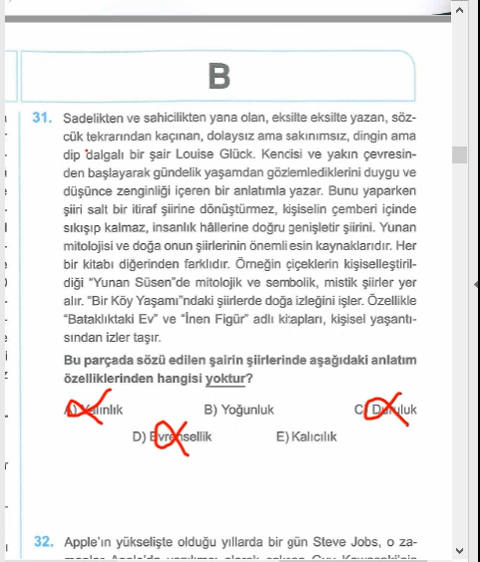 B
31. Sadelikten ve sahicilikten yana olan, eksilte eksilte yazan, söz-
cük tekrarından kaçınan, dolaysız ama sakınımsız, dingin ama
dip dalgalı bir şair Louise Glück. Kendisi ve yakın çevresin-
den başlayarak gündelik yaşamdan gözlemlediklerini duygu ve
düşünce zenginliği içeren bir anlatımla yazar. Bunu yaparken
şiiri salt bir itiraf şiirine dönüştürmez, kişiselin çemberi içinde
sıkışıp kalmaz, insanlık hâllerine doğru genişletir şiirini. Yunan
mitolojisi ve doğa onun şiirlerinin önemli esin kaynaklarıdır. Her
bir kitabı diğerinden farklıdır. Örneğin çiçeklerin kişiselleştiril-
diği “Yunan Süsen”de mitolojik ve sembolik, mistik şiirler yer
alır. “Bir Köy Yaşamı”ndaki şiirlerde doğa izleğini işler. Özellikle
“Bataklıktaki Ev” ve “İnen Figür” adlı kitapları, kişisel yaşantı-
sından izler taşır.
Bu parçada sözü edilen şairin şiirlerinde aşağıdaki anlatım
özelliklerinden hangisi yoktur?
A) Yalınlık B) Yoğunluk C) Duruluk
D) Evrensellik E) Kalıcılık
32. Apple’ın yükselişte olduğu yıllarda bir gün Steve Jobs, o za-